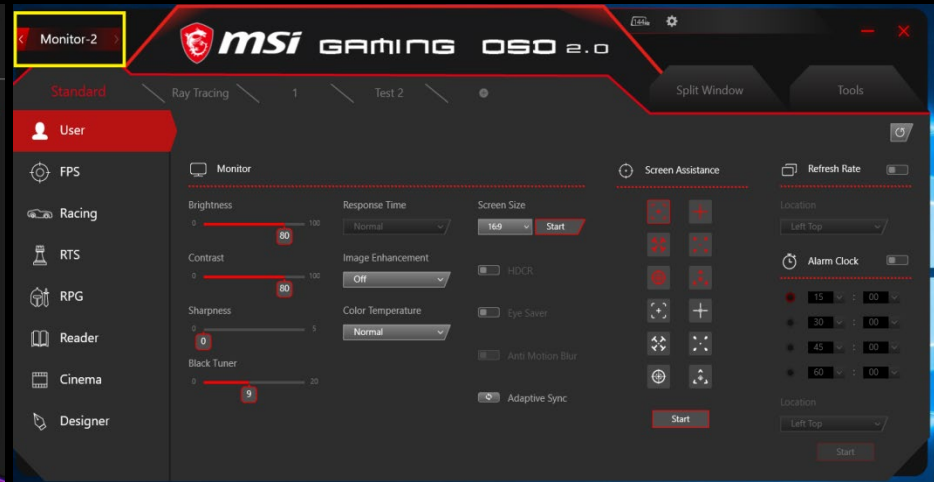 Monitor-2
msi GAMING OSD 2.0
144Hz
Standard Ray Tracing 1 Test 2 Split Window Tools
User
FPS
Racing
RTS
RPG
Reader
Cinema
Designer
Monitor
Brightness
0 100
80
Contrast
0 100
80
Sharpness
0 5
0
Black Tuner
0 20
9
Response Time
Normal
Image Enhancement
Off
Color Temperature
Normal
Screen Size
16:9 Start
HDCR
Eye Saver
Anti Motion Blur
Adaptive Sync
Screen Assistance
Start
Refresh Rate
Location
Left Top
Alarm Clock
15 : 00
30 : 00
45 : 00
60 : 00
Location
Left Top
Start